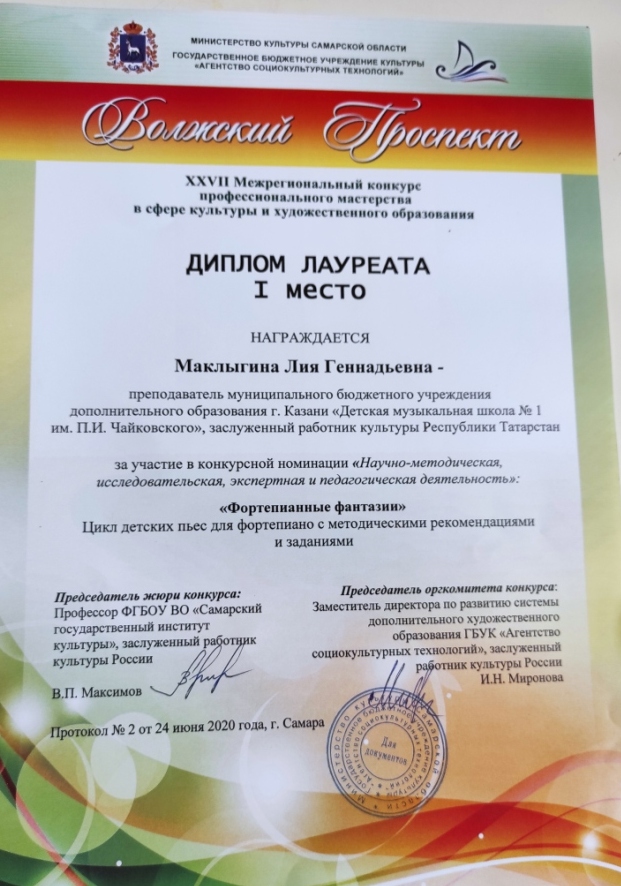 МИНИСТЕРСТВО КУЛЬТУРЫ САМАРСКОЙ ОБЛАСТИ
ГОСУДАРСТВЕННОЕ БЮДЖЕТНОЕ УЧРЕЖДЕНИЕ КУЛЬТУРЫ
«АГЕНТСТВО СОЦИОКУЛЬТУРНЫХ ТЕХНОЛОГИЙ»
Волжский Проспект
XXVII Межрегиональный конкурс
профессионального мастерства
в сфере культуры и художественного образования
ДИПЛОМ ЛАУРЕАТА
I место
НАГРАЖДАЕТСЯ
Маклыгина Лия Геннадьевна -
преподаватель муниципального бюджетного учреждения
дополнительного образования г. Казани «Детская музыкальная школа № 1
им. П.И. Чайковского», заслуженный работник культуры Республики Татарстан
за участие в конкурсной номинации «Научно-методическая,
исследовательская, экспертная и педагогическая деятельность»:
«Фортепианные фантазии»
Цикл детских пьес для фортепиано с методическими рекомендациями
и заданиями
Председатель жюри конкурса:
Профессор ФГБОУ ВО «Самарский
государственный институт
культуры», заслуженный работник
культуры России
В.П. Максимов
Председатель оргкомитета конкурса:
Заместитель директора по развитию системы
дополнительного художественного
образования ГБУК «Агентство
социокультурных технологий», заслуженный
работник культуры России
И.Н. Миронова
Протокол № 2 от 24 июня 2020 года, г. Самара
Для
документов